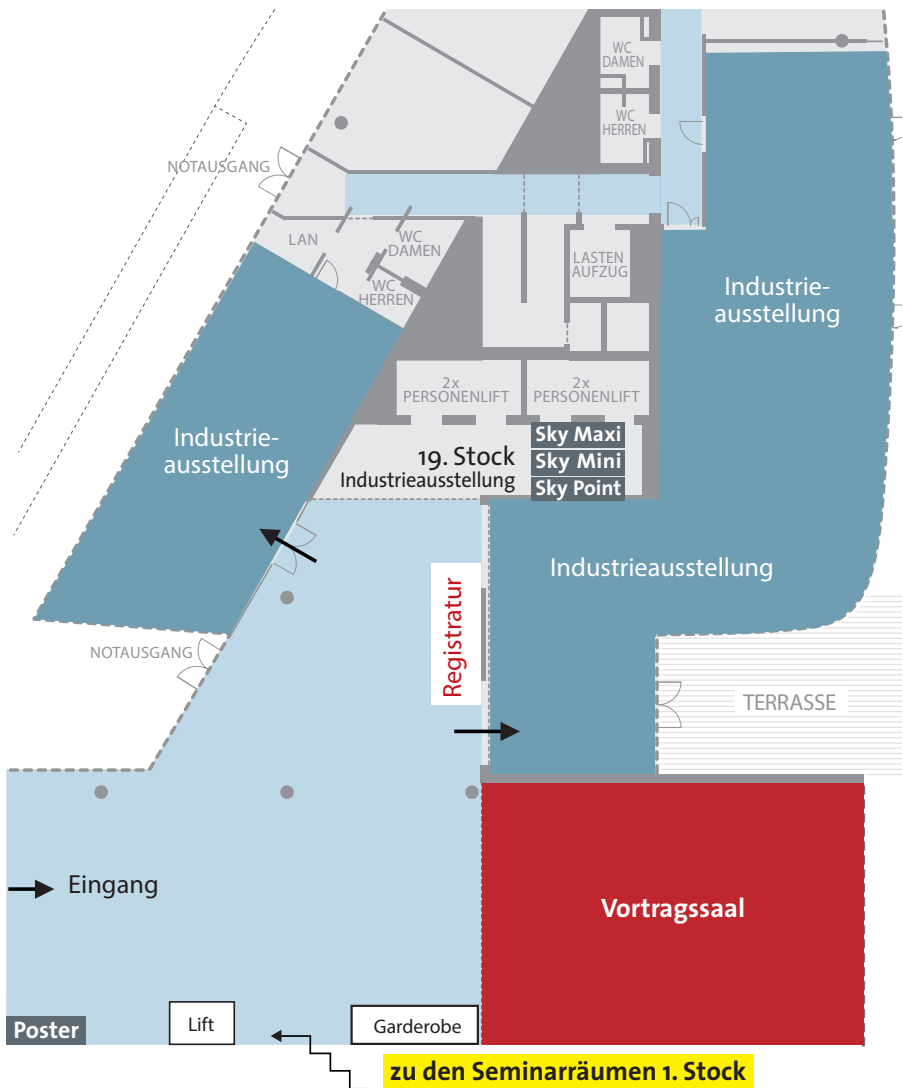 WC
DAMEN
WC
HERREN
NOTAUSGANG
LAN
WC
DAMEN
WC
HERREN
LASTEN
AUFZUG
Industrie-
ausstellung
2x
PERSONENLIFT
2x
PERSONENLIFT
Industrie-
ausstellung
19. Stock
Industrieausstellung
Sky Maxi
Sky Mini
Sky Point
Industrieausstellung
Registratur
NOTAUSGANG
TERRASSE
Eingang
Vortragssaal
Poster
Lift
Garderobe
zu den Seminarräumen 1. Stock